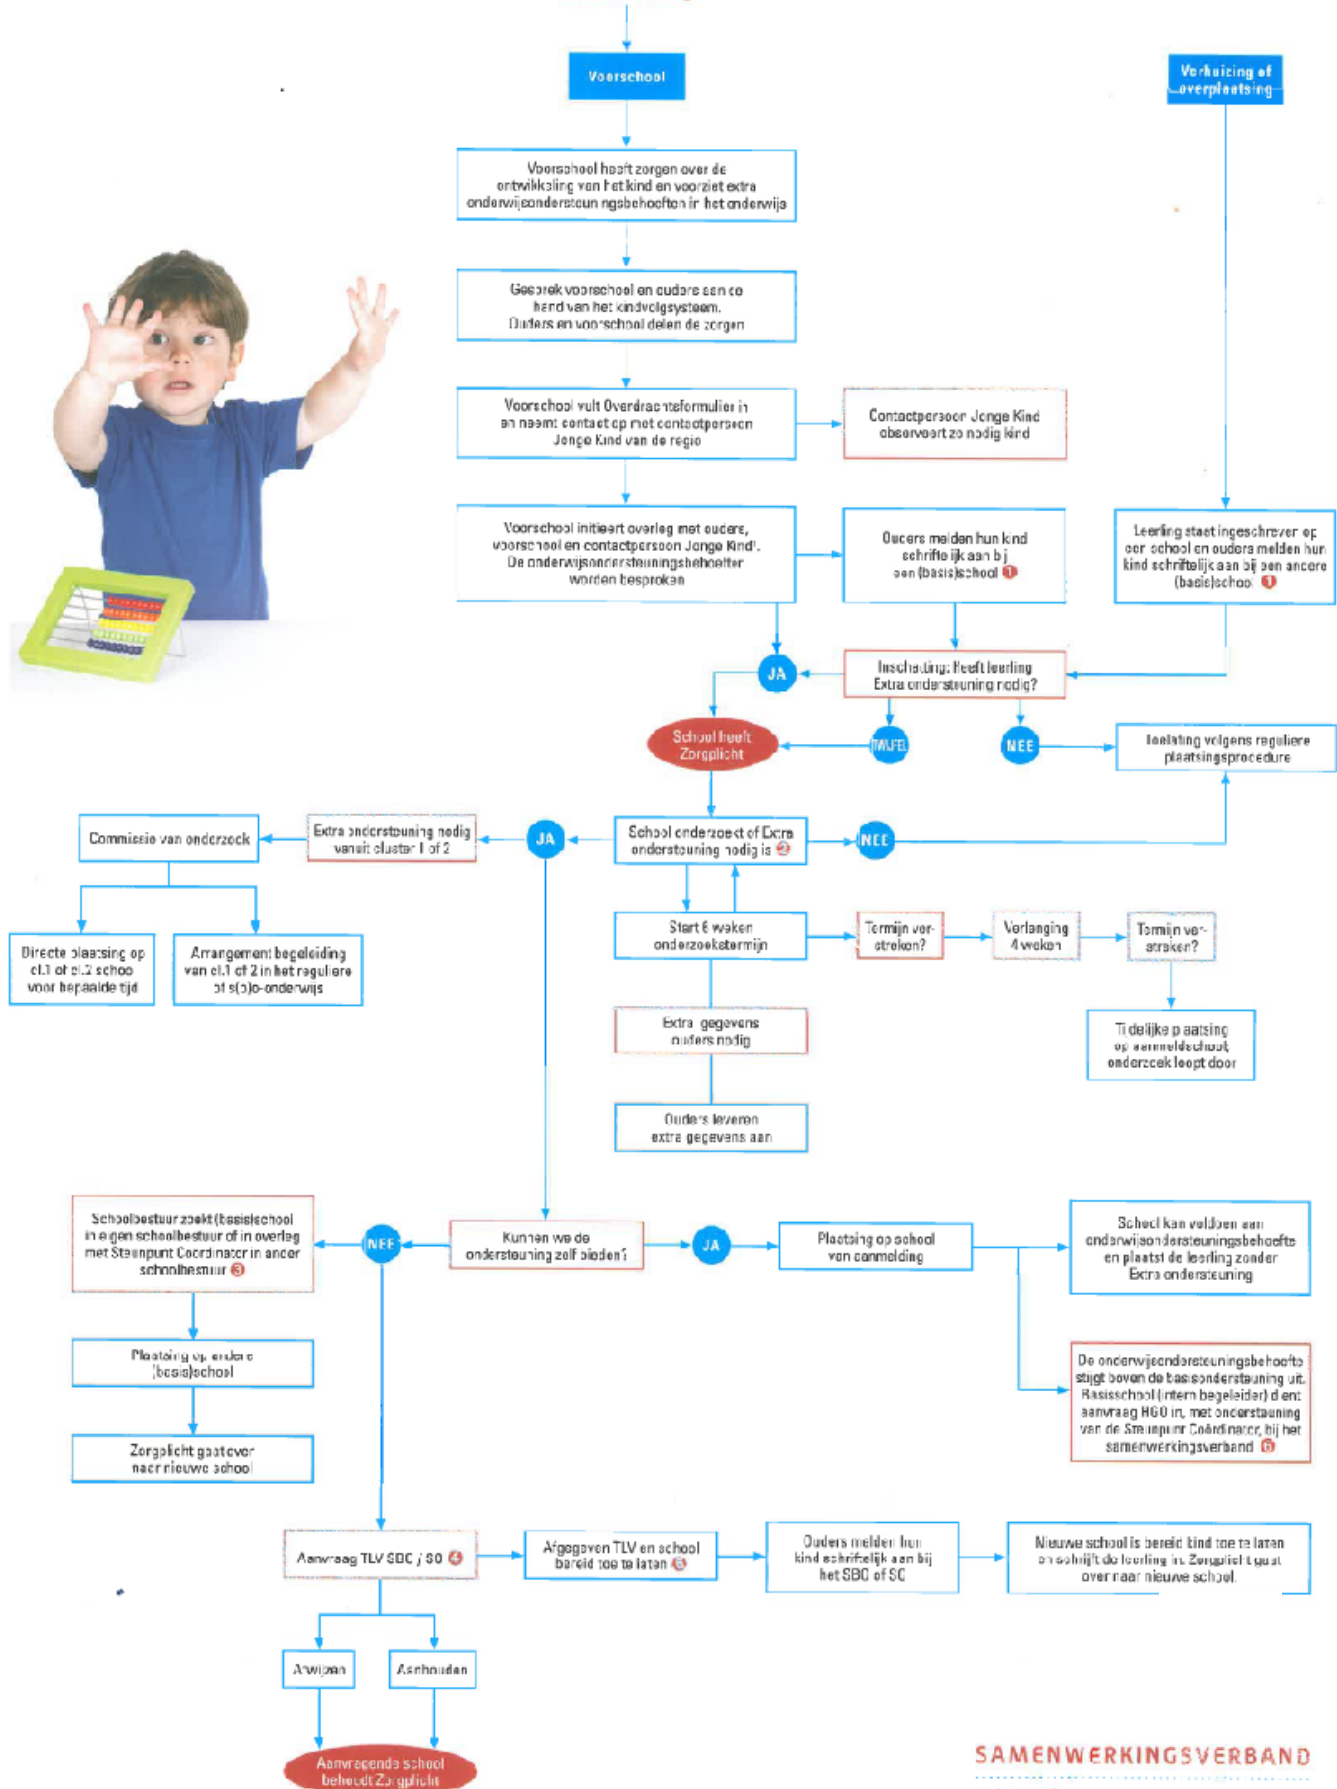 Voorschool
Verhuizing of
overplaatsing
Voorschool heeft zorgen over de
ontwikkeling van het kind en voorziet extra
onderwijsondersteuningsbehoeften in het onderwijs
Gesprek voorschool en ouders aan de
hand van het kindvolgsysteem.
Ouders en voorschool delen de zorgen
Voorschool vult Overdrachtsformulier in
en neemt contact op met contactpersoon
Jonge Kind van de regio
Contactpersoon Jonge Kind
observeert zo nodig kind
Voorschool initieert overleg met ouders,
voorschool en contactpersoon Jonge Kind¹.
De onderwijsondersteuningsbehoeften
worden besproken
Ouders melden hun kind
schriftelijk aan bij
een (basis)school 1
Leerling staat ingeschreven op
een school en ouders melden hun
kind schriftelijk aan bij een andere
(basis)school 1
JA
Inschatting: Heeft leerling
Extra ondersteuning nodig?
School heeft
Zorgplicht
TWIJFEL
NEE
Toelating volgens reguliere
plaatsingsprocedure
Commissie van onderzoek
Extra ondersteuning nodig
vanuit cluster 1 of 2
JA
School onderzoekt of Extra
ondersteuning nodig is 2
NEE
Directe plaatsing op
cl.1 of cl.2 school
voor bepaalde tijd
Arrangement begeleiding
van cl.1 of 2 in het reguliere
of s(b)o-onderwijs
Start 6 weken
onderzoekstermijn
Termijn ver-
streken?
Verlenging
4 weken
Termijn ver-
streken?
Extra gegevens
ouders nodig
Tijdelijke plaatsing
op aanmeldschool,
onderzoek loopt door
Ouders leveren
extra gegevens aan
Schoolbestuur zoekt (basis)school
in eigen schoolbestuur of in overleg
met Steunpunt Coördinator in ander
schoolbestuur 3
NEE
Kunnen we de
ondersteuning zelf bieden?
JA
Plaatsing op school
van aanmelding
School kan voldoen aan
onderwijsondersteuningsbehoefte
en plaatst de leerling zonder
Extra ondersteuning
Plaatsing op andere
(basis)school
De onderwijsondersteuningsbehoefte
stijgt boven de basisondersteuning uit.
Basisschool (intern begeleider) dient
aanvraag HGO in, met ondersteuning
van de Steunpunt Coördinator, bij het
samenwerkingsverband 6
Zorgplicht gaat over
naar nieuwe school
Aanvraag TLV SBO / SO 4
Afgegeven TLV en school
bereid toe te laten 5
Ouders melden hun
kind schriftelijk aan bij
het SBO of SO
Nieuwe school is bereid kind toe te laten
en schrijft de leerling in. Zorgplicht gaat
over naar nieuwe school.
Afwijzen
Aanhouden
Aanvragende school
behoudt Zorgplicht
SAMENWERKINGSVERBAND